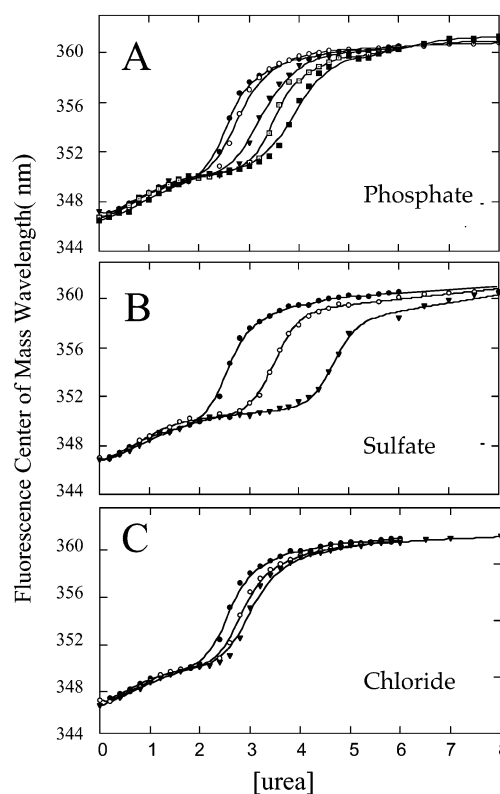 Fluorescence Center of Mass Wavelength( nm)
A
360
356
352
348
344
Phosphate
B
360
356
352
348
344
Sulfate
C
360
356
352
348
344
Chloride
0 1 2 3 4 5 6 7 8
[urea]